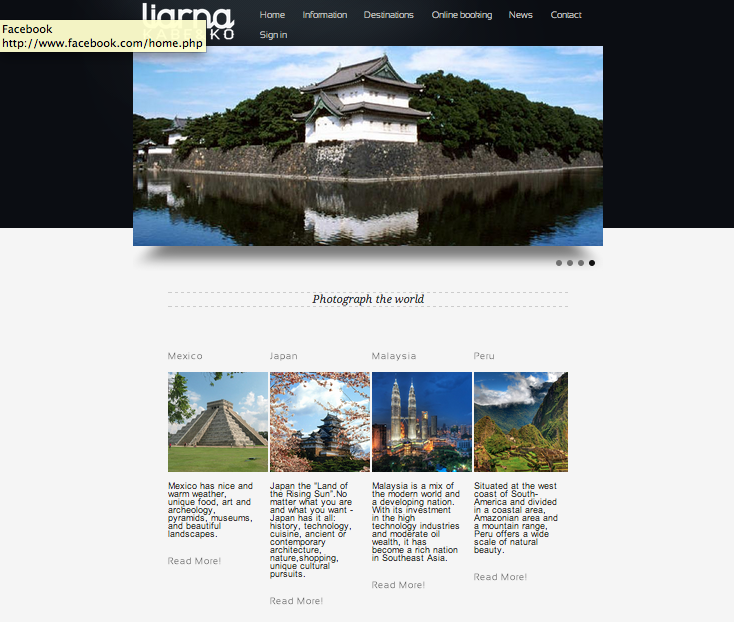 Facebook
http://www.facebook.com/home.php
Home Information Destinations Online booking News Contact
Sign in
Photograph the world
Mexico
Mexico has nice and
warm weather,
unique food, art and
archeology,
pyramids, museums,
and beautiful
landscapes.
Read More!
Japan
Japan the "Land of
the Rising Sun".No
matter what you are
and what you want -
Japan has it all:
history, technology,
cuisine, ancient or
contemporary
architecture,
nature,shopping,
unique cultural
pursuits.
Read More!
Malaysia
Malaysia is a mix of
the modern world and
a developing nation.
With its investment
in the high
technology industries
and moderate oil
wealth, it has
become a rich nation
in Southeast Asia.
Read More!
Peru
Situated at the west
coast of South-
America and divided
in a coastal area,
Amazonian area and
a mountain range,
Peru offers a wide
scale of natural
beauty.
Read More!